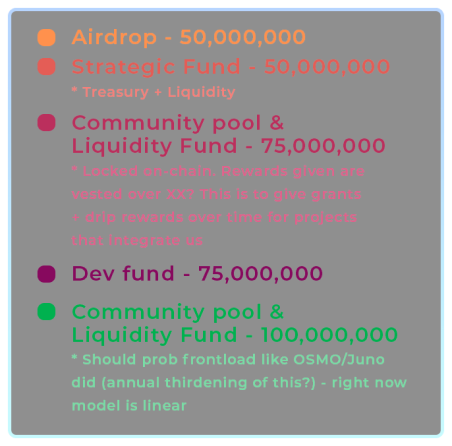 Airdrop - 50,000,000
Strategic Fund - 50,000,000
* Treasury + Liquidity
Community pool &
Liquidity Fund - 75,000,000
* Locked on-chain. Rewards given are
vested over XX? This is to give grants
+ drip rewards over time for projects
that integrate us
Dev fund - 75,000,000
Community pool &
Liquidity Fund - 100,000,000
* Should prob frontload like OSMO/Juno
did (annual thirdening of this?) - right now
model is linear